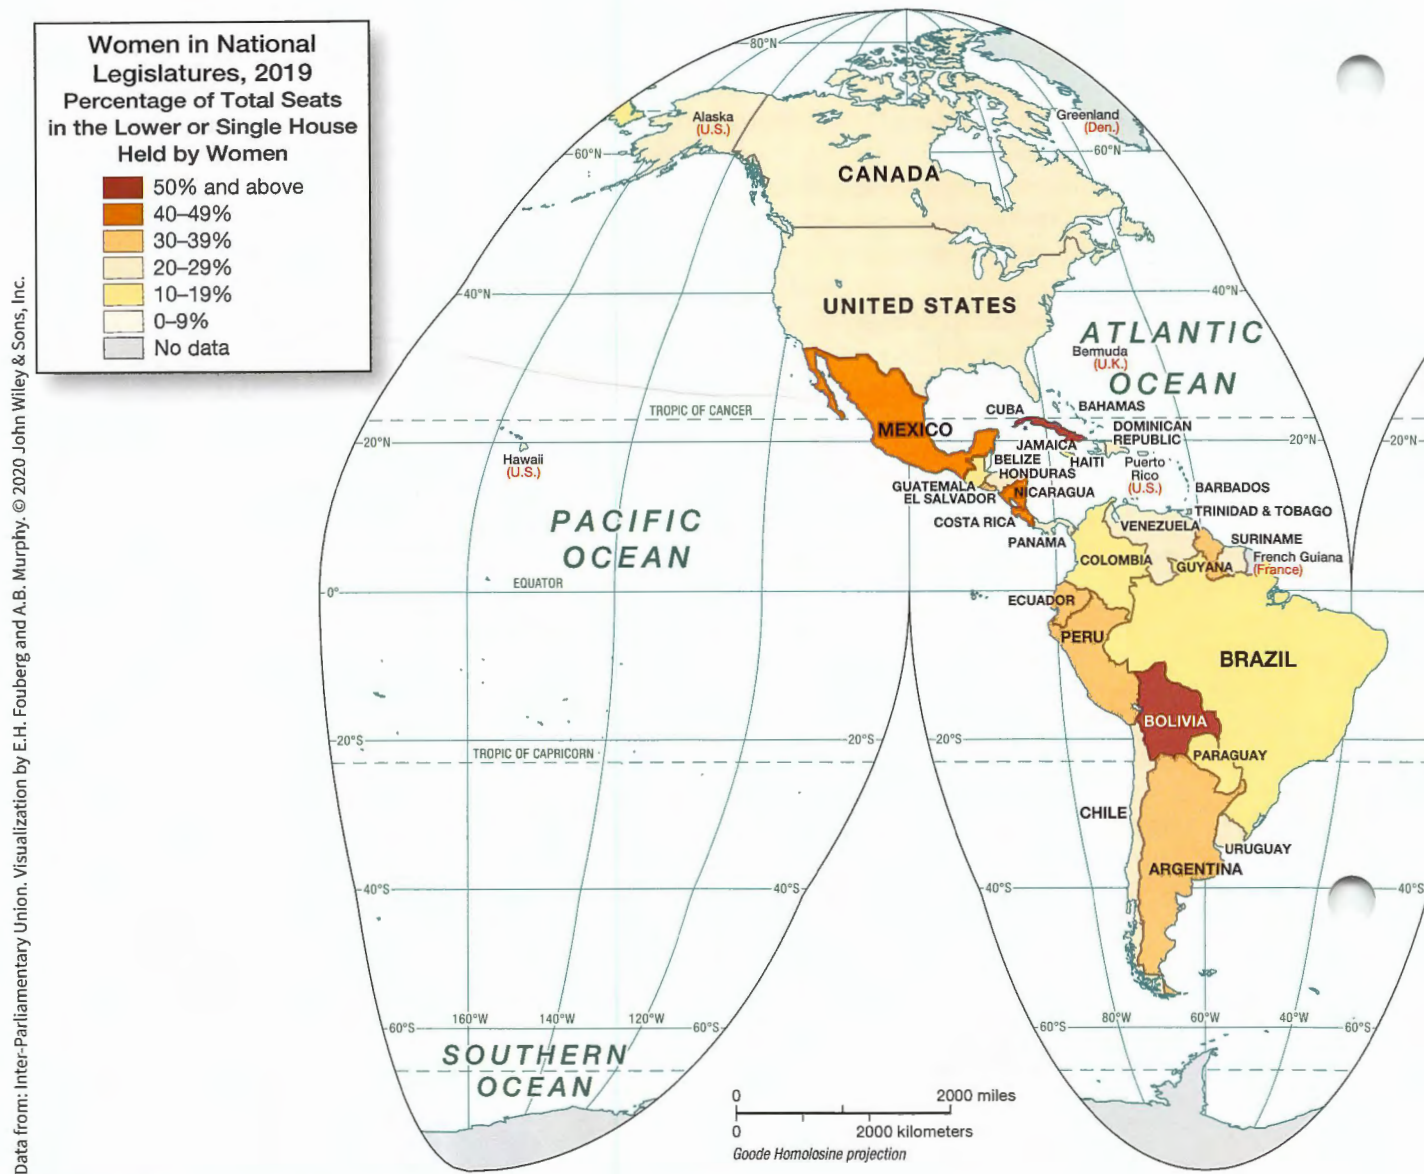 Women in National
Legislatures, 2019
Percentage of Total Seats
in the Lower or Single House
Held by Women
50% and above
40–49%
30–39%
20–29%
10–19%
0–9%
No data
Data from: Inter-Parliamentary Union. Visualization by E.H. Fouberg and A.B. Murphy. © 2020 John Wiley & Sons, Inc.
80°N
Alaska
(U.S.)
Greenland
(Den.)
60°N
60°N
CANADA
40°N
40°N
UNITED STATES
ATLANTIC
OCEAN
Bermuda
(U.K.)
TROPIC OF CANCER
CUBA
BAHAMAS
MEXICO
DOMINICAN
REPUBLIC
20°N
20°N
20°N
JAMAICA
HAITI
Puerto
Rico
(U.S.)
Hawaii
(U.S.)
BELIZE
HONDURAS
GUATEMALA
EL SALVADOR
NICARAGUA
BARBADOS
TRINIDAD & TOBAGO
COSTA RICA
PANAMA
VENEZUELA
SURINAME
PACIFIC
OCEAN
COLOMBIA
GUYANA
French Guiana
(France)
EQUATOR
0°
ECUADOR
PERU
BRAZIL
BOLIVIA
20°S
20°S
20°S
TROPIC OF CAPRICORN
PARAGUAY
CHILE
URUGUAY
ARGENTINA
40°S
40°S
40°S
40°S
160°W
140°W
120°W
80°W
60°W
40°W
60°S
60°S
60°S
60°S
SOUTHERN
OCEAN
0
2000 miles
0
2000 kilometers
Goode Homolosine projection